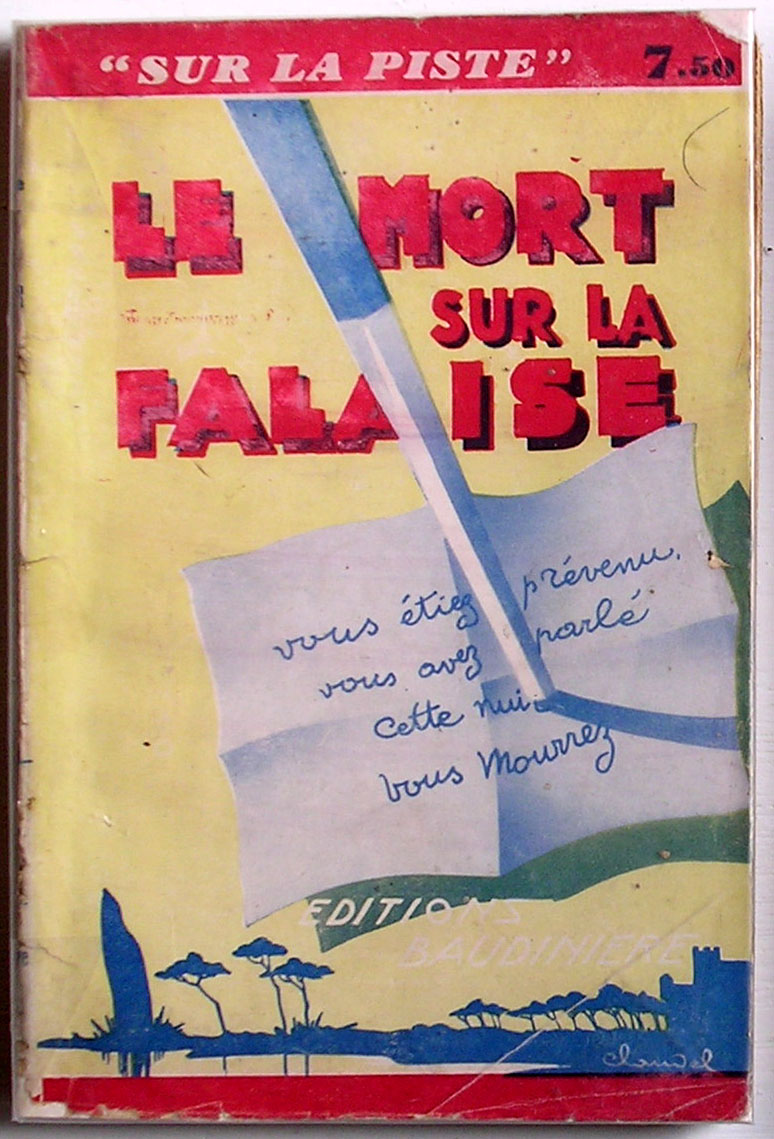 “SUR LA PISTE” 7.50
LE MORT
SUR LA
FALAISE
vous étiez prévenu,
vous avez parlé
Cette nuit
vous Mourrez
EDITIONS
BAUDINIERE